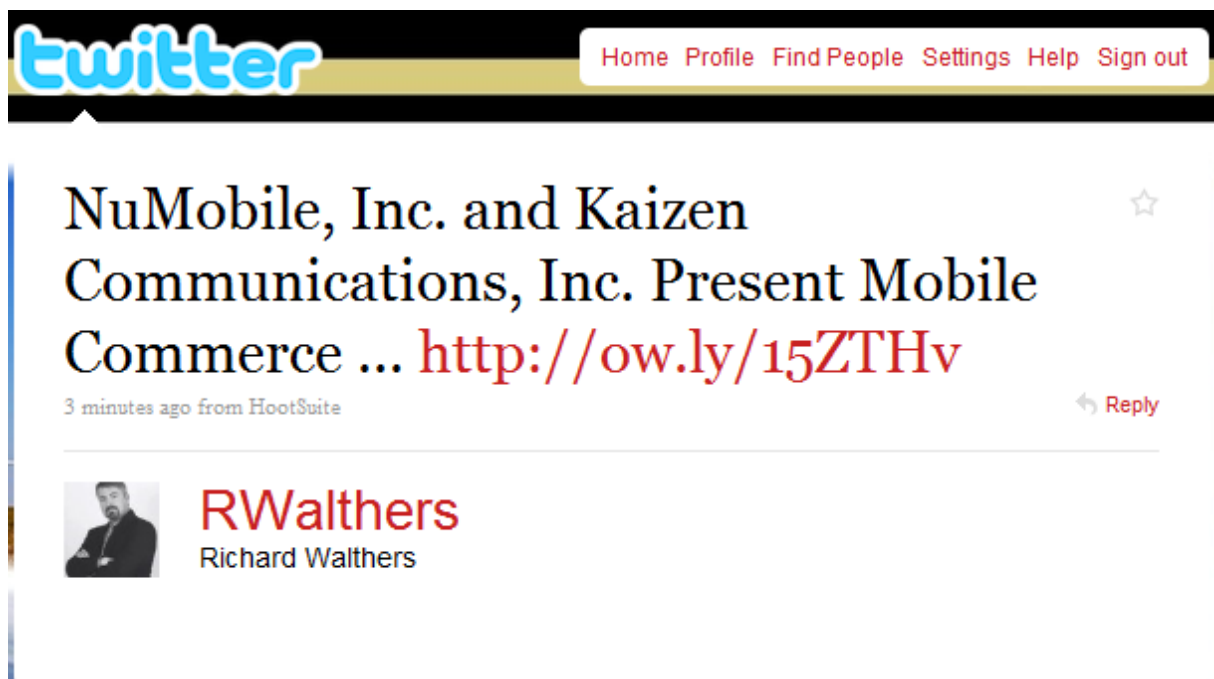 twitter
Home Profile Find People Settings Help Sign out
NuMobile, Inc. and Kaizen
Communications, Inc. Present Mobile
Commerce ... http://ow.ly/15ZTHv
3 minutes ago from HootSuite
Reply
RWalthers
Richard Walthers